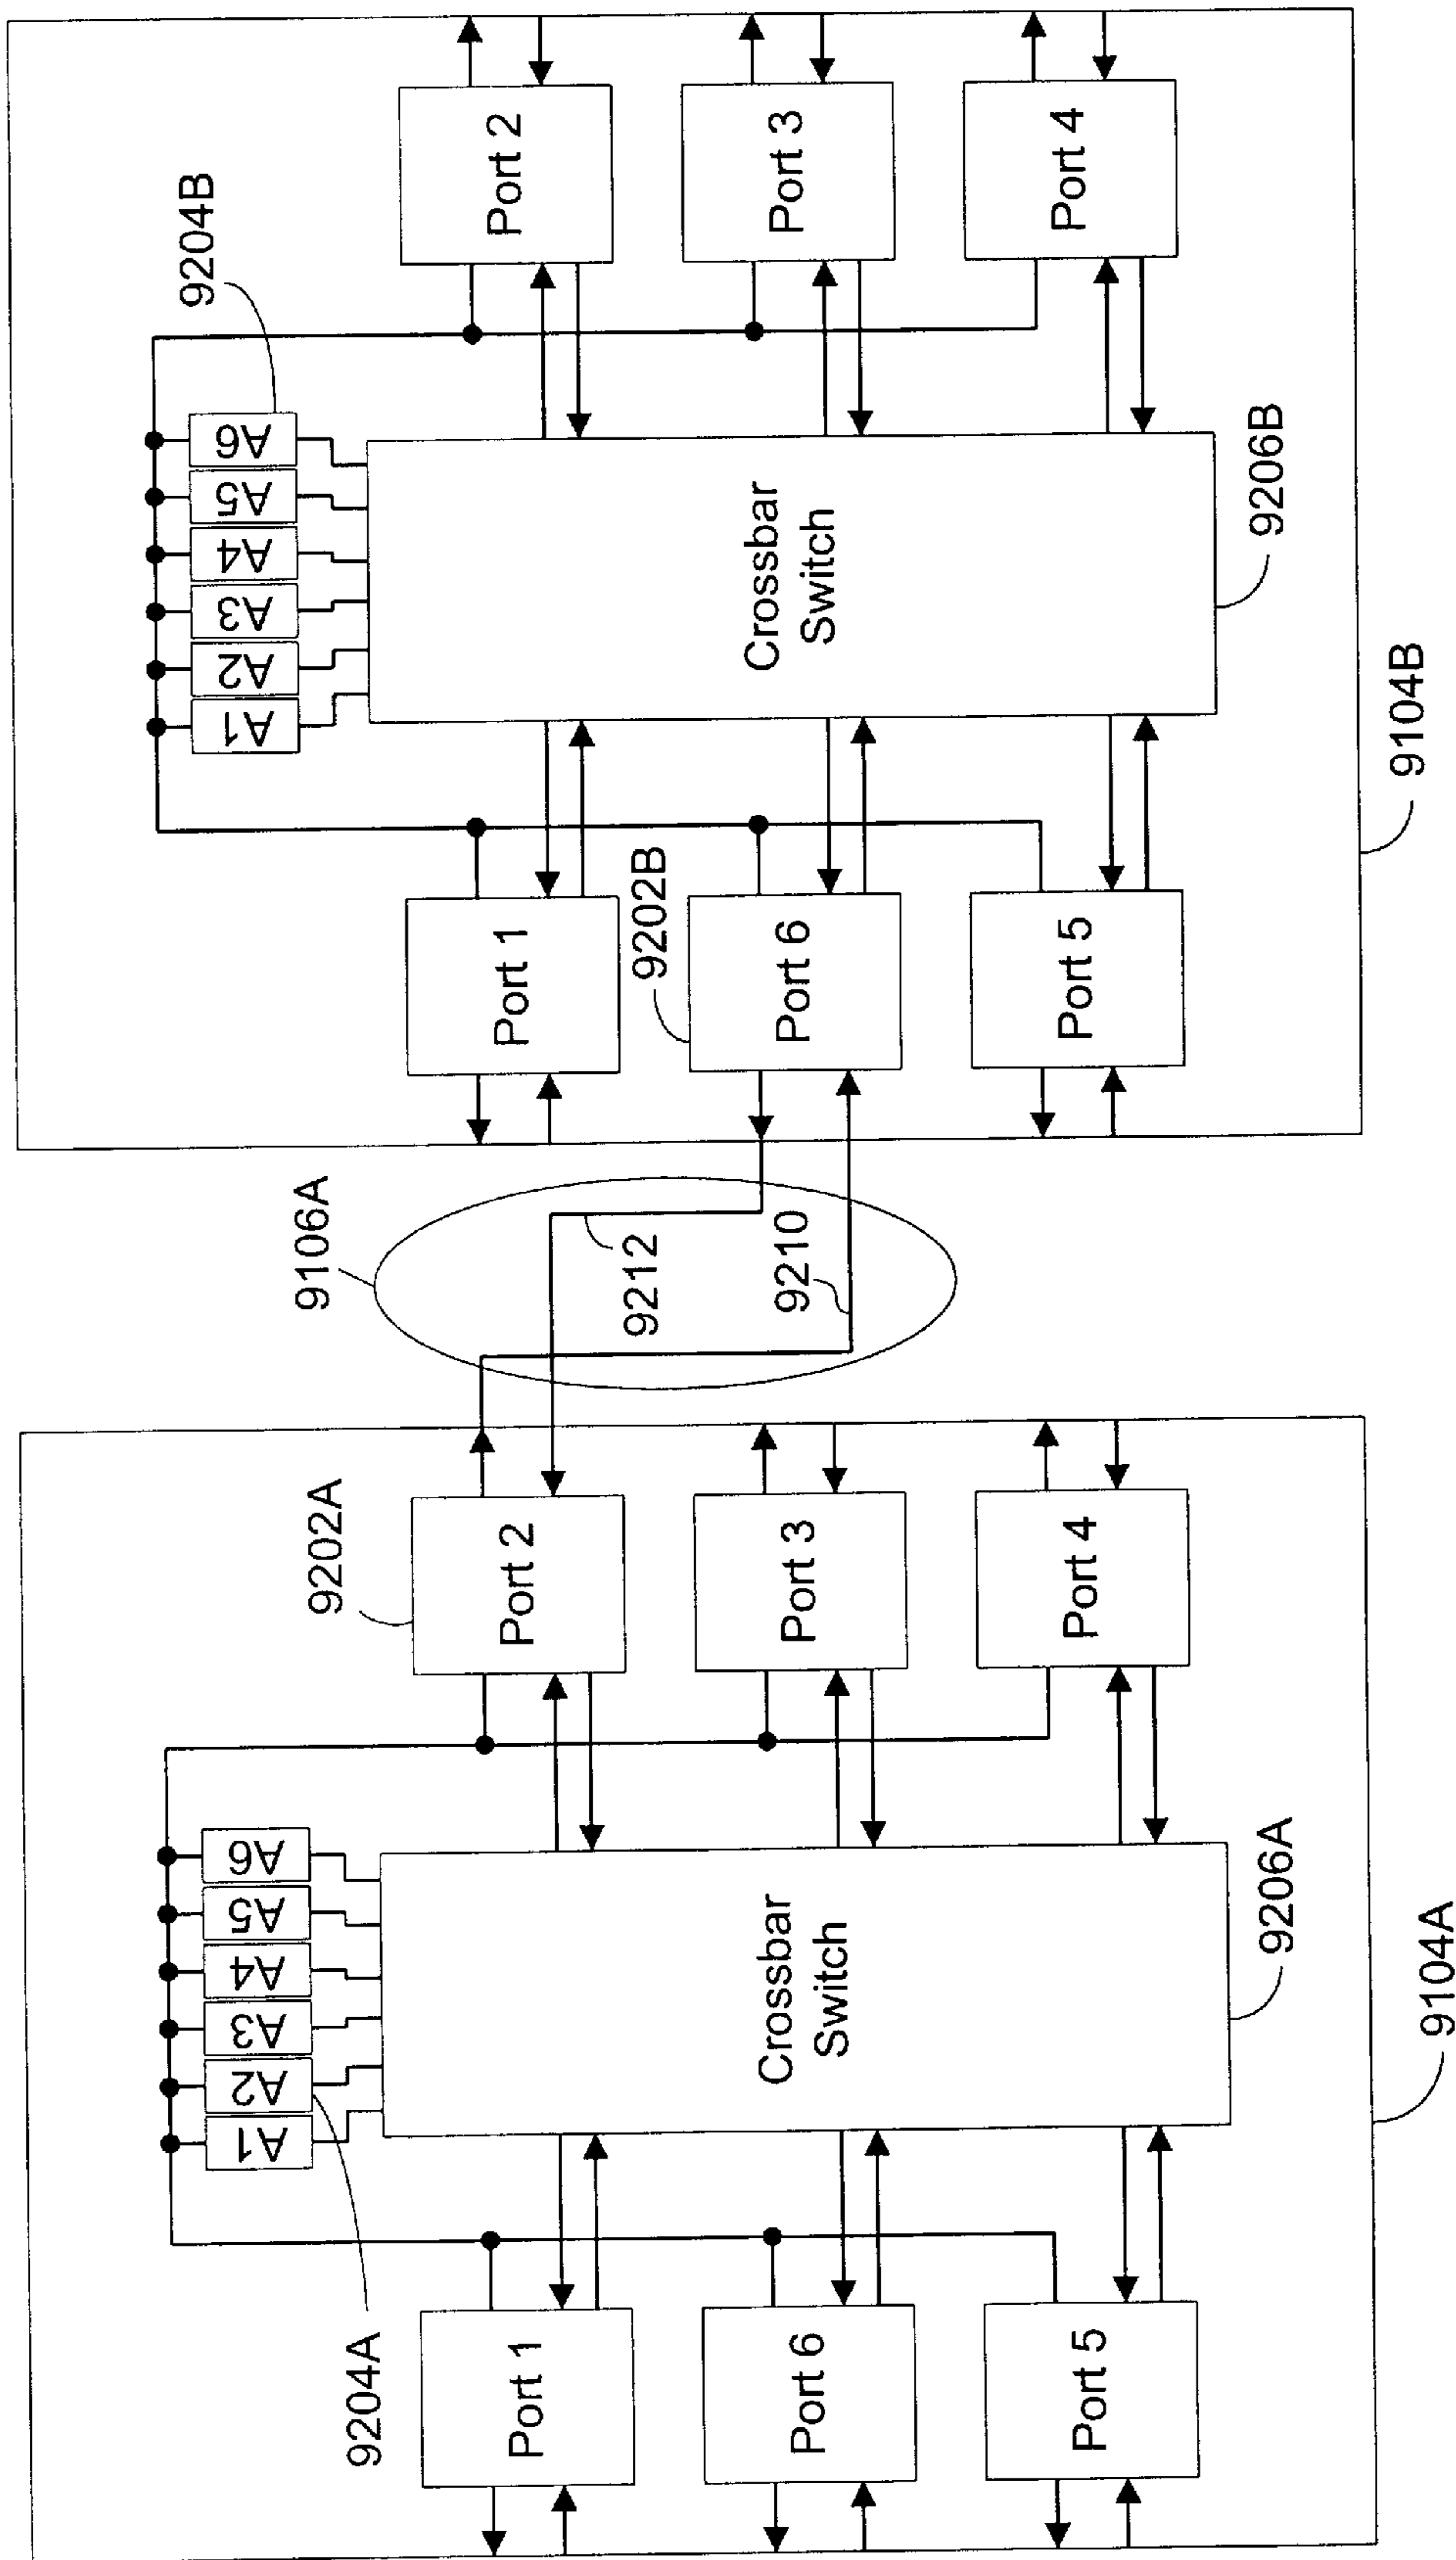 9104A
9204A
A1
A2
A3
A4
A5
A6
9202A
Port 1
Port 6
Port 5
Crossbar
Switch
9206A
Port 2
Port 3
Port 4
9106A
9212
9210
9104B
9204B
A1
A2
A3
A4
A5
A6
9202B
Port 1
Port 6
Port 5
Crossbar
Switch
9206B
Port 2
Port 3
Port 4